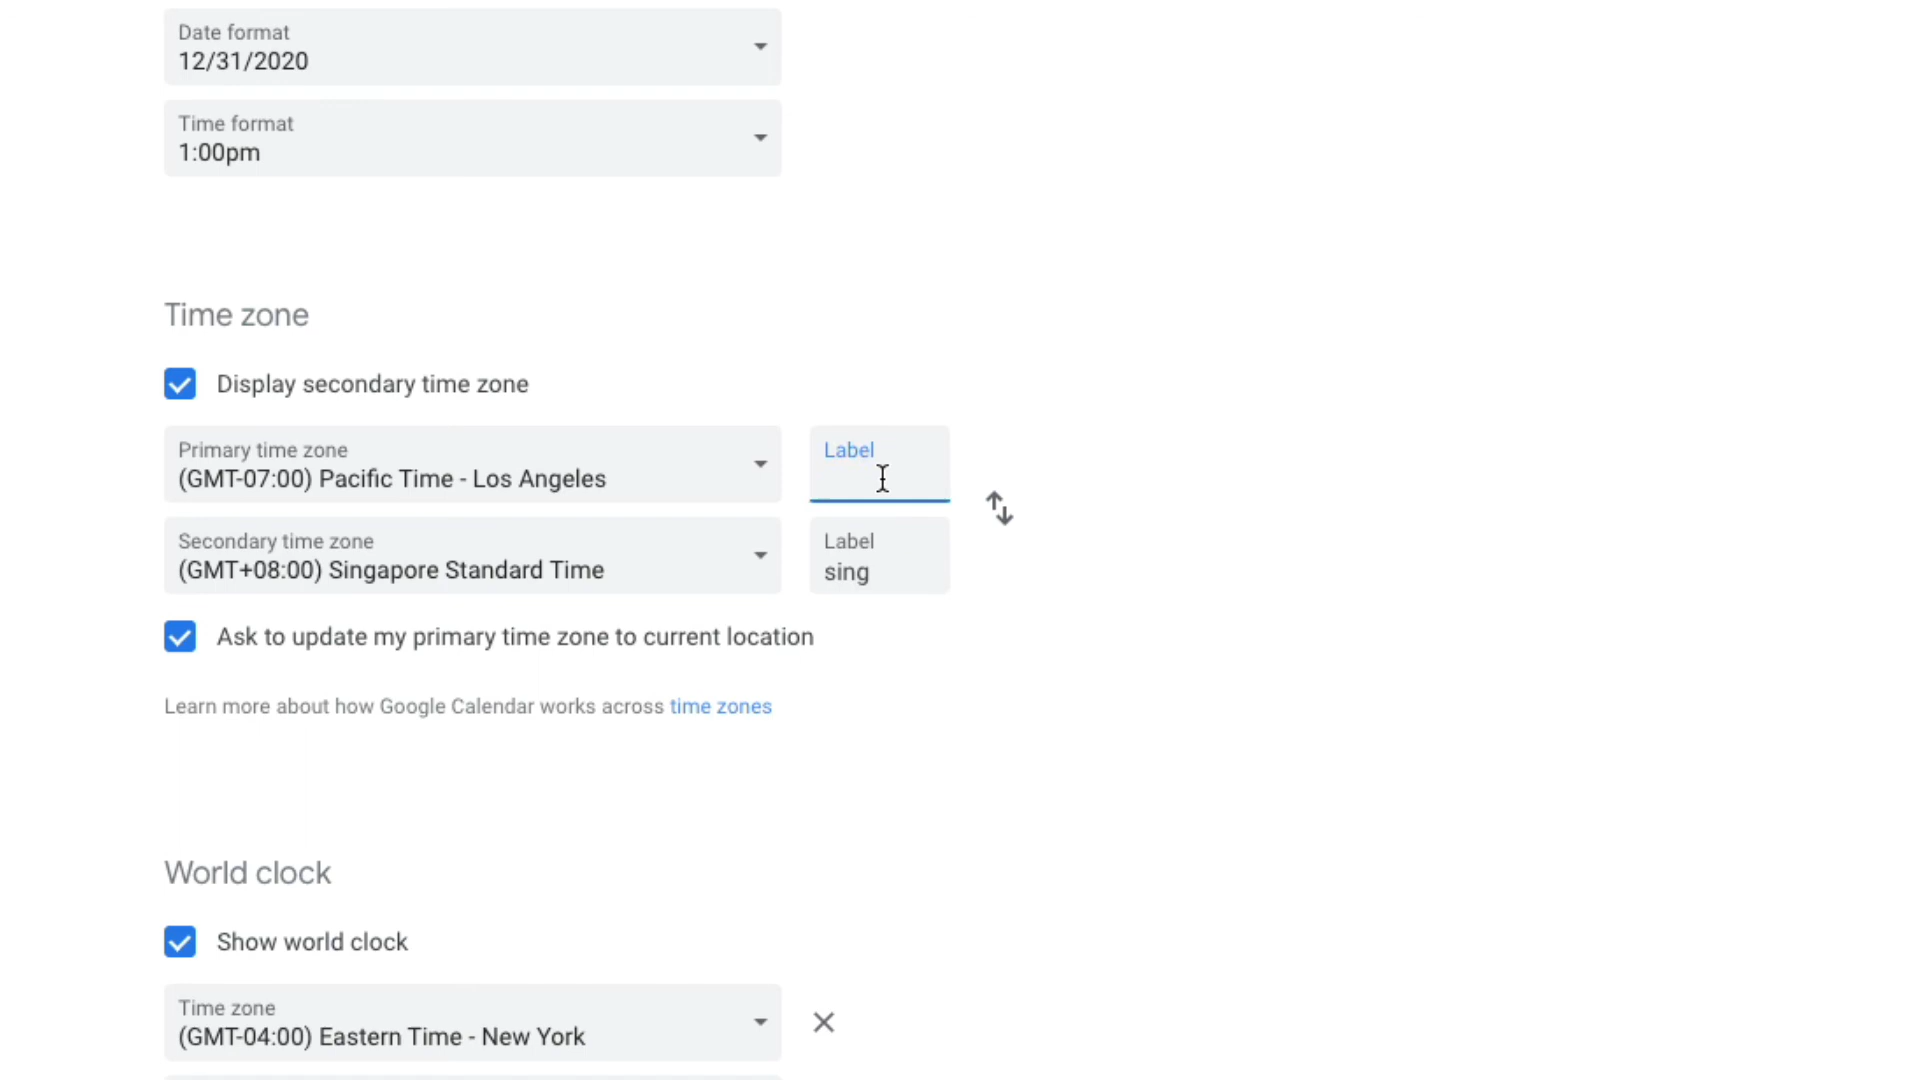 Date format
12/31/2020
Time format
1:00pm
Time zone
Display secondary time zone
Primary time zone
(GMT-07:00) Pacific Time - Los Angeles
Label
Secondary time zone
(GMT+08:00) Singapore Standard Time
Label
sing
Ask to update my primary time zone to current location
Learn more about how Google Calendar works across time zones
World clock
Show world clock
Time zone
(GMT-04:00) Eastern Time - New York